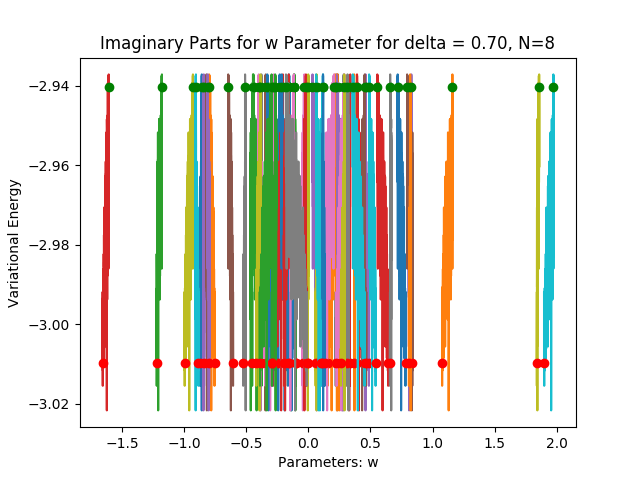 Imaginary Parts for w Parameter for delta = 0.70, N=8
−2.94
−2.96
−2.98
−3.00
−3.02
Variational Energy
−1.5 −1.0 −0.5 0.0 0.5 1.0 1.5 2.0
Parameters: w